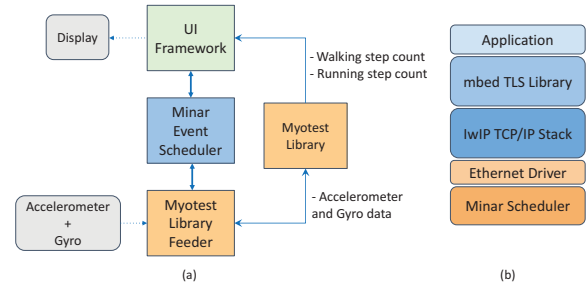 Display
UI
Framework
- Walking step count
- Running step count
Minar
Event
Scheduler
Myotest
Library
Accelerometer
+
Gyro
Myotest
Library
Feeder
- Accelerometer
and Gyro data
(a)
Application
mbed TLS Library
lwIP TCP/IP Stack
Ethernet Driver
Minar Scheduler
(b)